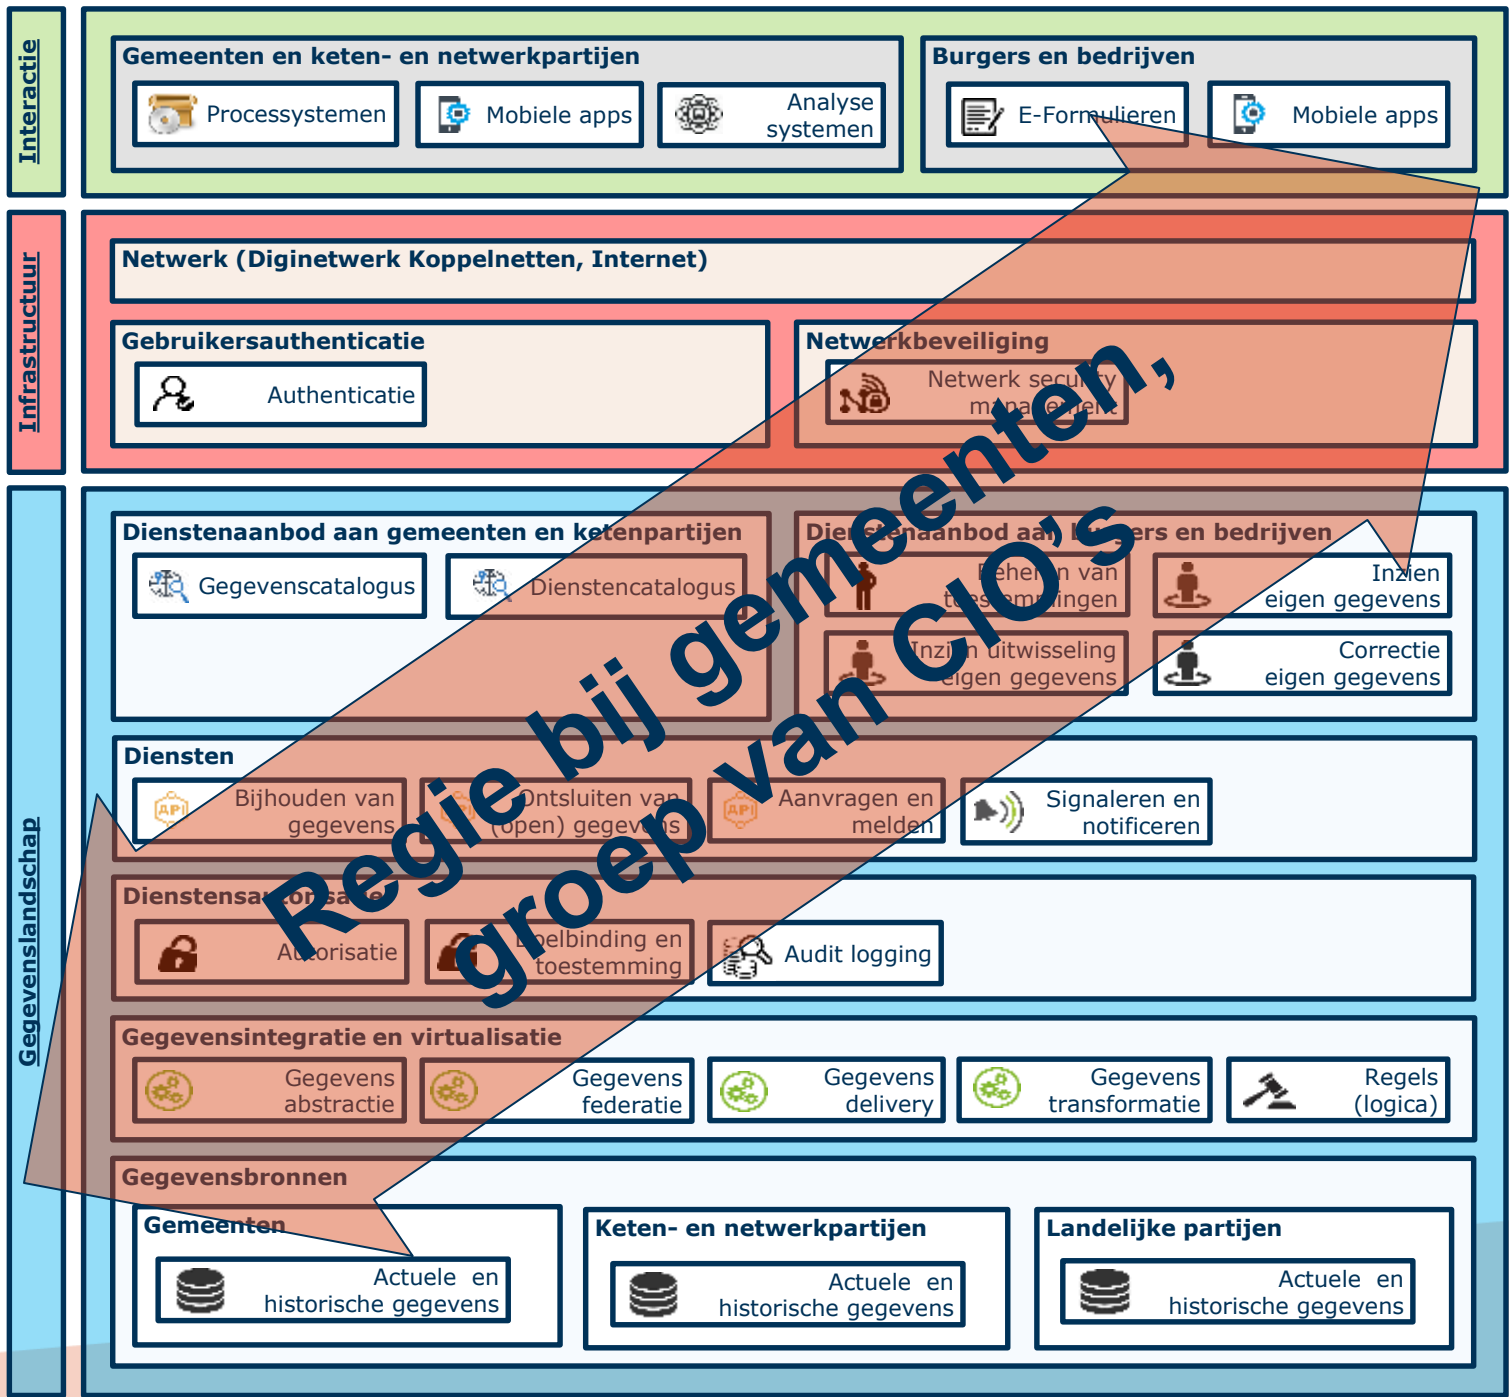 Interactie
Gemeenten en keten- en netwerkpartijen
Processystemen
Mobiele apps
Analyse
systemen
Burgers en bedrijven
E-Formulieren
Mobiele apps
Infrastructuur
Netwerk (Diginetwerk Koppelnetten, Internet)
Gebruikersauthenticatie
Authenticatie
Netwerkbeveiliging
Netwerk security
management
Gegevenslandschap
Dienstenaanbod aan gemeenten en ketenpartijen
Gegevenscatalogus
Dienstencatalogus
Dienstenaanbod aan burgers en bedrijven
Beheren van
toestemmingen
Inzien
eigen gegevens
Inzien uitwisseling
eigen gegevens
Correctie
eigen gegevens
Diensten
API
Bijhouden van
gegevens
API
Ontsluiten van
(open) gegevens
API
Aanvragen en
melden
Signaleren en
notificeren
Dienstensautorisatie
Autorisatie
Doelbinding en
toestemming
Audit logging
Gegevensintegratie en virtualisatie
Gegevens
abstractie
Gegevens
federatie
Gegevens
delivery
Gegevens
transformatie
Regels
(logica)
Gegevensbronnen
Gemeenten
Actuele en
historische gegevens
Keten- en netwerkpartijen
Actuele en
historische gegevens
Landelijke partijen
Actuele en
historische gegevens
Regie bij gemeenten,
groep van CIO's